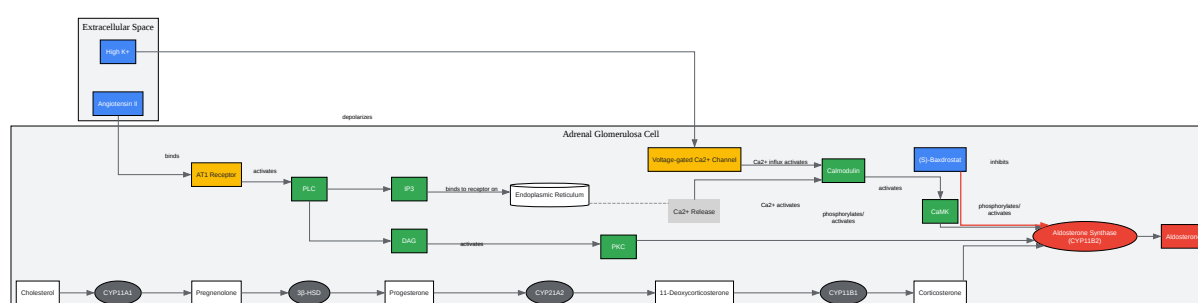 Extracellular Space
High K+
Angiotensin II
depolarizes
Adrenal Glomerulosa Cell
binds
AT1 Receptor
activates
PLC
IP3
binds to receptor on
Endoplasmic Reticulum
Voltage-gated Ca2+ Channel
Ca2+ influx activates
Calmodulin
(S)-Baxdrostat
inhibits
activates
Ca2+ Release
Ca2+ activates
CaMK
phosphorylates/
activates
phosphorylates/
activates
DAG
activates
PKC
Aldosterone Synthase
(CYP11B2)
Aldosterone
Cholesterol
CYP11A1
Pregnenolone
3β-HSD
Progesterone
CYP21A2
11-Deoxycorticosterone
CYP11B1
Corticosterone